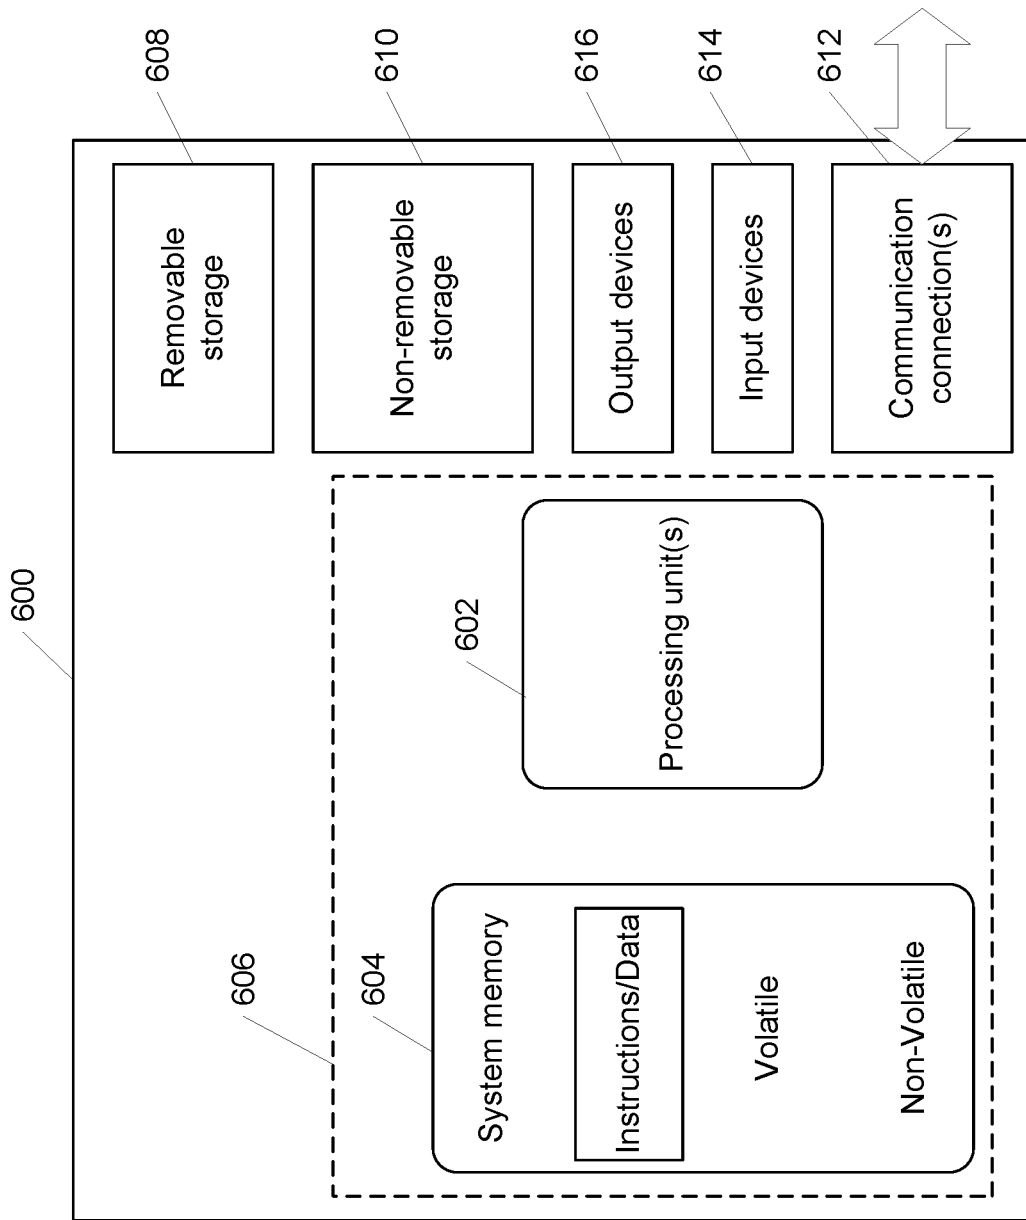 600
606
604
System memory
Instructions/Data
Volatile
Non-Volatile
602
Processing unit(s)
Removable
storage
608
Non-removable
storage
610
Output devices
616
Input devices
614
Communication
connection(s)
612